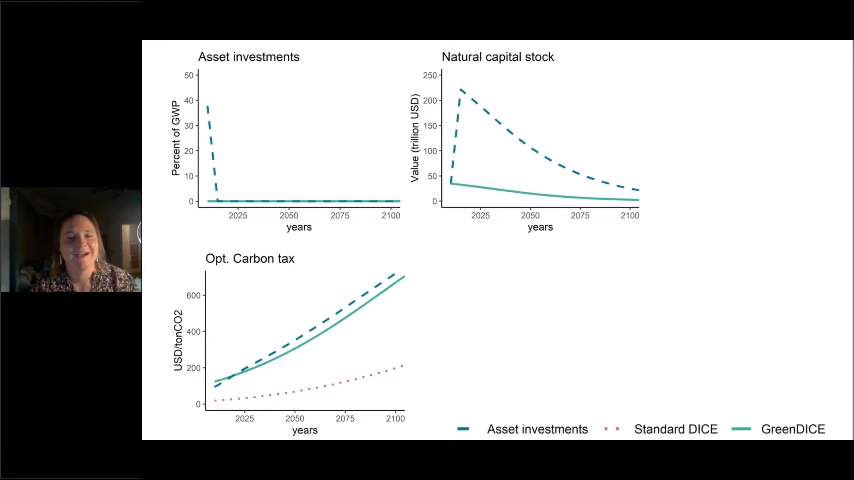 Asset investments
Natural capital stock
50
40
30
20
10
0
Percent of GWP
2025 2050 2075 2100
years
250
200
150
100
50
0
Value (trillion USD)
2025 2050 2075 2100
years
Opt. Carbon tax
600
400
200
0
USD/tonCO2
2025 2050 2075 2100
years
Asset investments Standard DICE GreenDICE